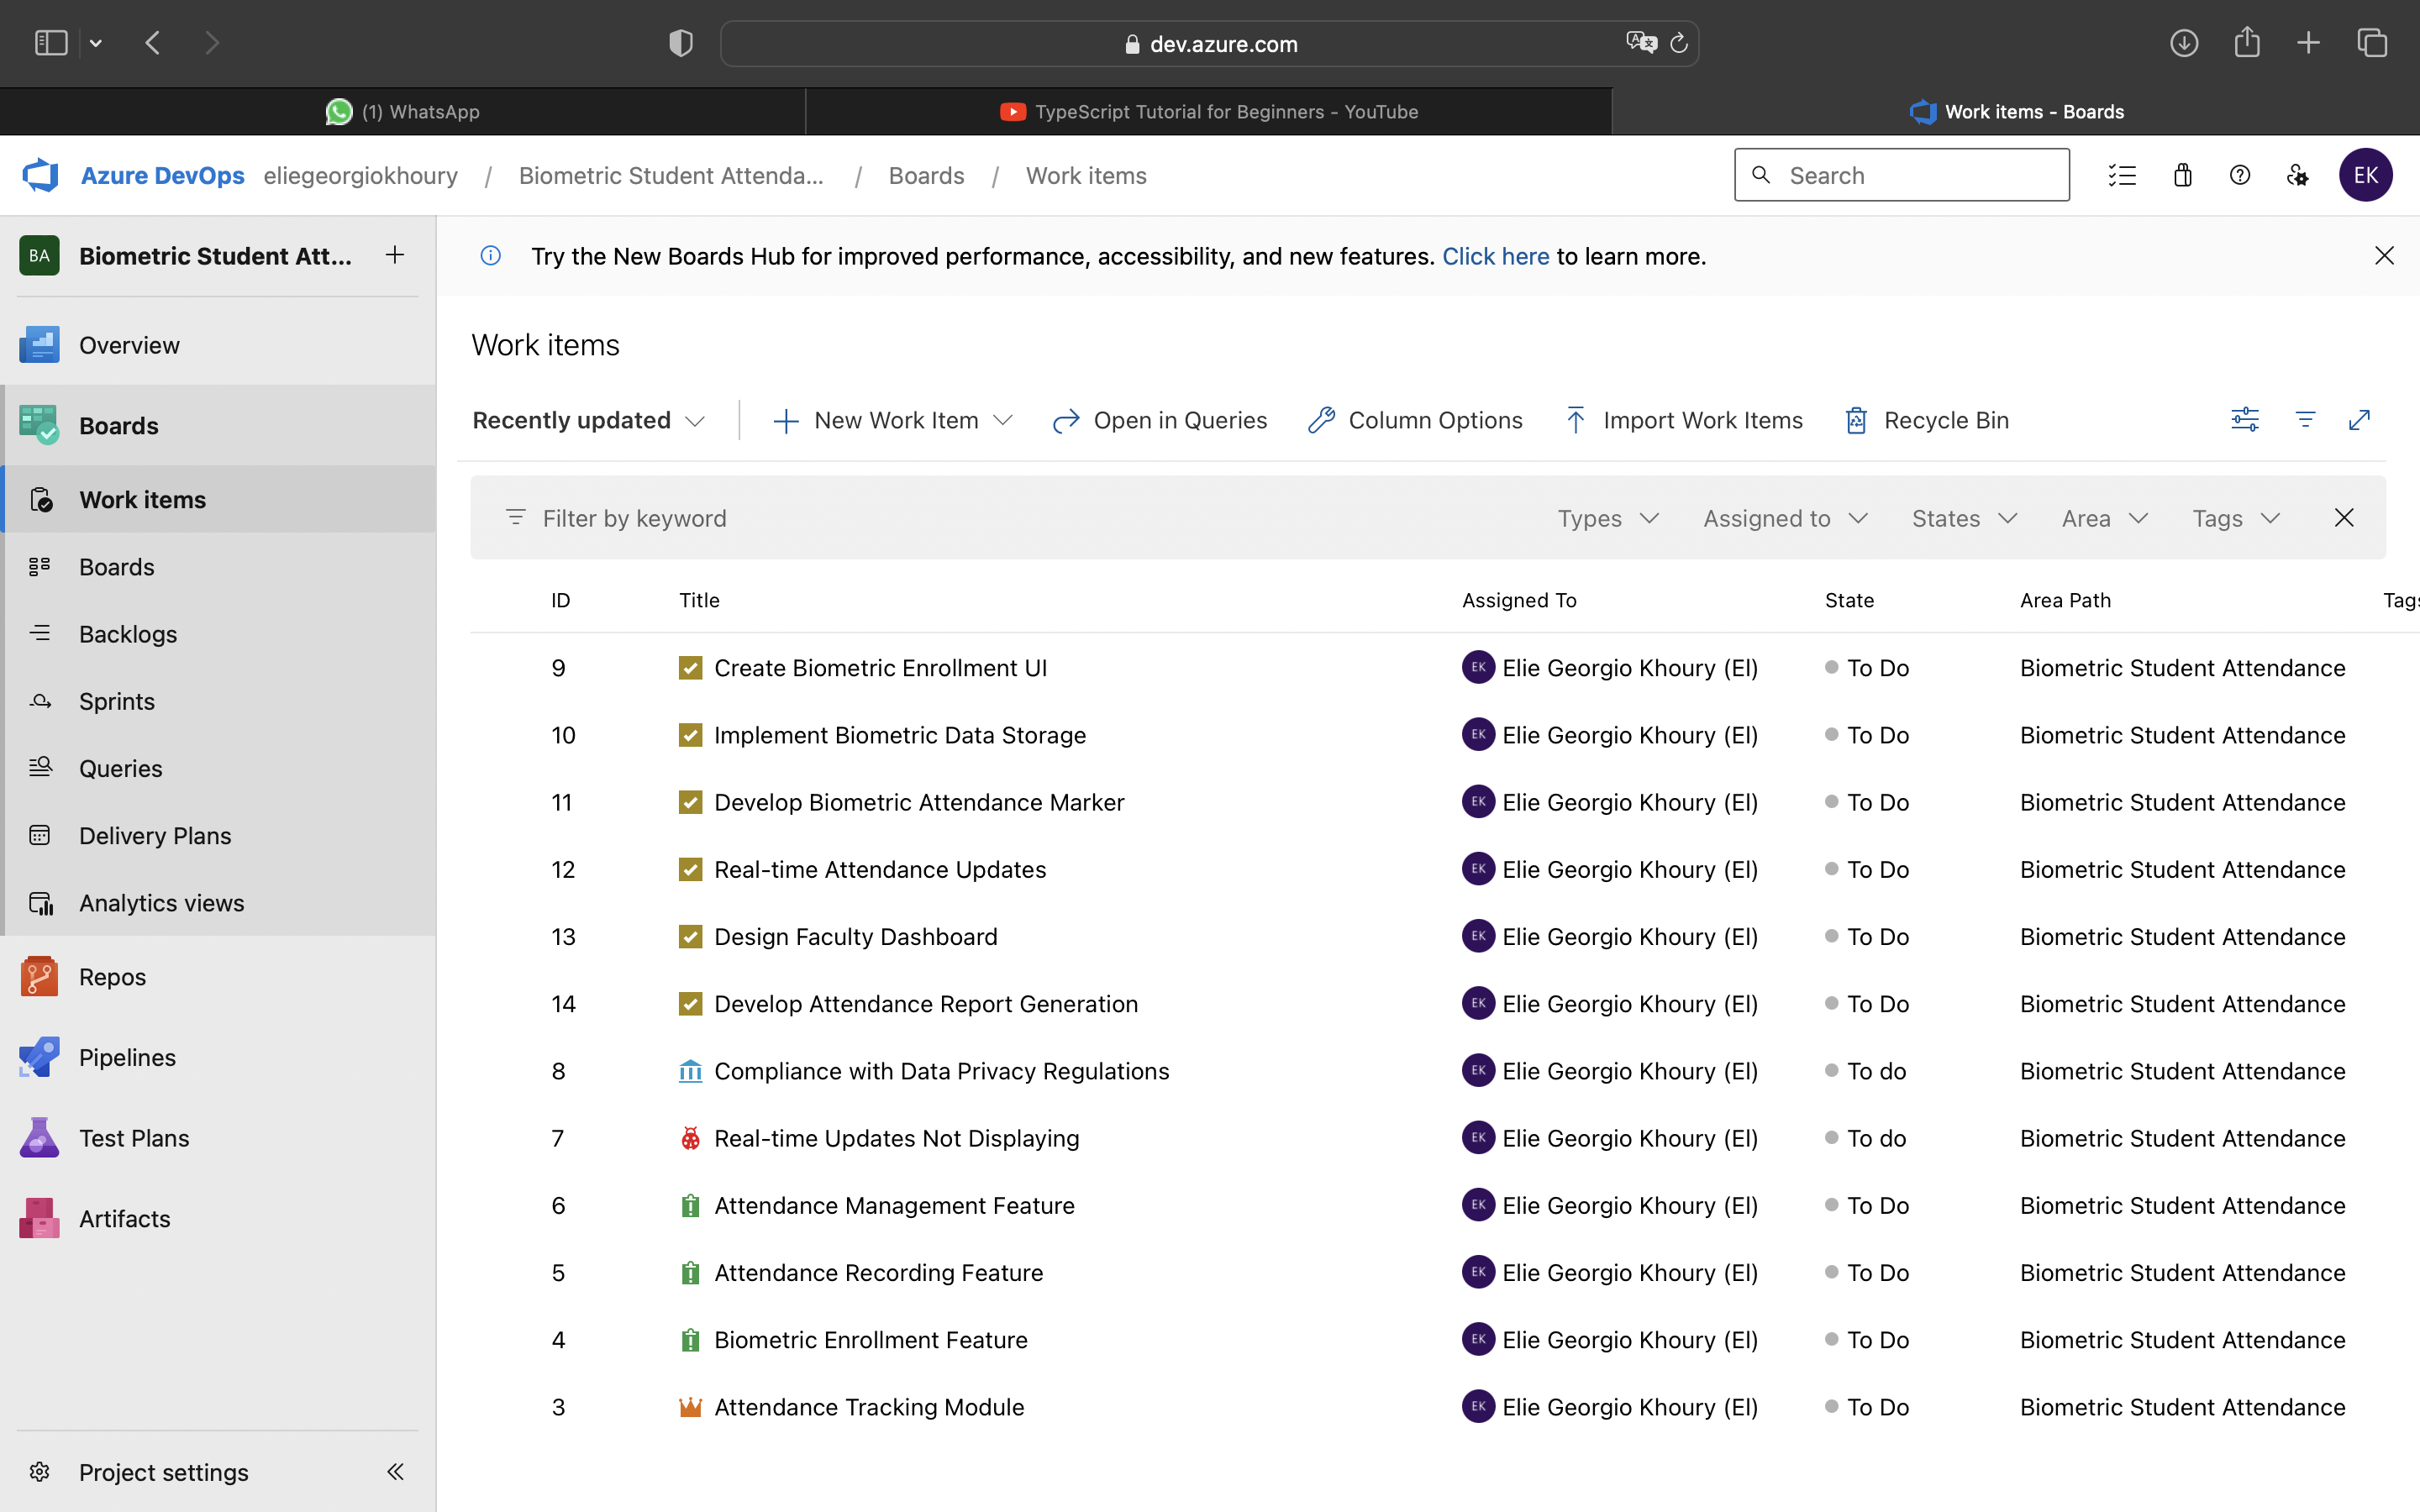 dev.azure.com
(1) WhatsApp
TypeScript Tutorial for Beginners - YouTube
Work items - Boards
Azure DevOps eliegeorgiokhoury / Biometric Student Attenda... / Boards / Work items
Search
EK
BA Biometric Student Att...
Overview
Boards
Work items
Boards
Backlogs
Sprints
Queries
Delivery Plans
Analytics views
Repos
Pipelines
Test Plans
Artifacts
Project settings
Try the New Boards Hub for improved performance, accessibility, and new features. Click here to learn more.
Work items
Recently updated New Work Item Open in Queries Column Options Import Work Items Recycle Bin
Filter by keyword Types Assigned to States Area Tags
ID Title Assigned To State Area Path Tags
9 Create Biometric Enrollment UI EK Elie Georgio Khoury (El) To Do Biometric Student Attendance
10 Implement Biometric Data Storage EK Elie Georgio Khoury (El) To Do Biometric Student Attendance
11 Develop Biometric Attendance Marker EK Elie Georgio Khoury (El) To Do Biometric Student Attendance
12 Real-time Attendance Updates EK Elie Georgio Khoury (El) To Do Biometric Student Attendance
13 Design Faculty Dashboard EK Elie Georgio Khoury (El) To Do Biometric Student Attendance
14 Develop Attendance Report Generation EK Elie Georgio Khoury (El) To Do Biometric Student Attendance
8 Compliance with Data Privacy Regulations EK Elie Georgio Khoury (El) To do Biometric Student Attendance
7 Real-time Updates Not Displaying EK Elie Georgio Khoury (El) To do Biometric Student Attendance
6 Attendance Management Feature EK Elie Georgio Khoury (El) To Do Biometric Student Attendance
5 Attendance Recording Feature EK Elie Georgio Khoury (El) To Do Biometric Student Attendance
4 Biometric Enrollment Feature EK Elie Georgio Khoury (El) To Do Biometric Student Attendance
3 Attendance Tracking Module EK Elie Georgio Khoury (El) To Do Biometric Student Attendance